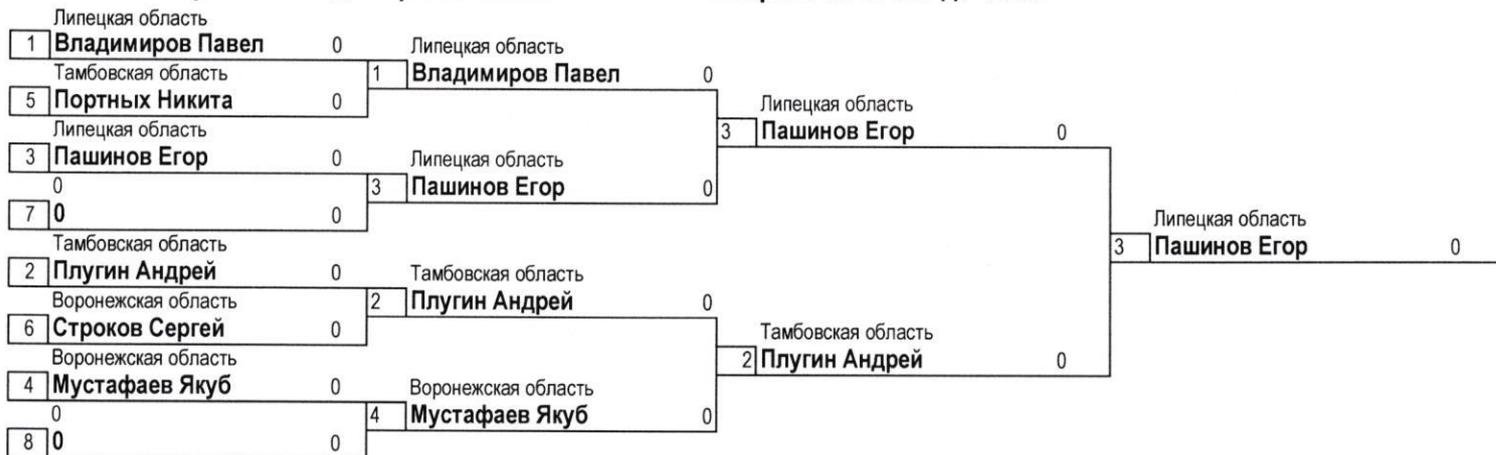 Липецкая область
1 Владимиров Павел 0
Тамбовская область
5 Портных Никита 0
Липецкая область
3 Пашинов Егор 0
0
7 0 0
Тамбовская область
2 Плугин Андрей 0
Воронежская область
6 Строков Сергей 0
Воронежская область
4 Мустафаев Якуб 0
0
8 0 0
Липецкая область
1 Владимиров Павел 0
Липецкая область
3 Пашинов Егор 0
Тамбовская область
2 Плугин Андрей 0
Воронежская область
4 Мустафаев Якуб 0
Липецкая область
3 Пашинов Егор 0
Тамбовская область
2 Плугин Андрей 0
Липецкая область
3 Пашинов Егор 0